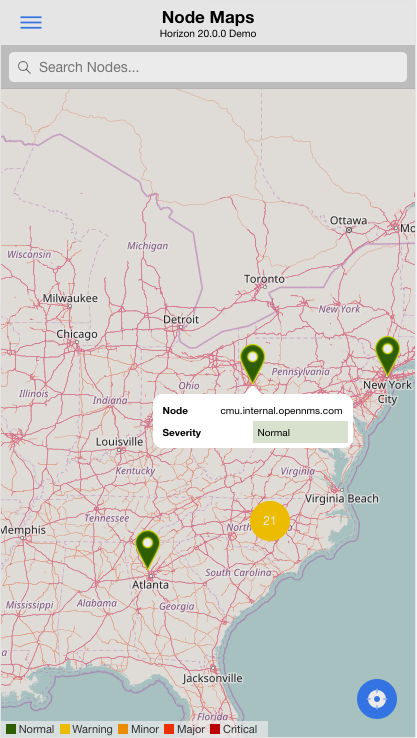 Node Maps
Horizon 20.0.0 Demo
Search Nodes...
Ottawa
Mo
Michigan
Wisconsin
Toronto
Milwaukee
New York
Detroit
Chicago
Pennsylvania
Ohio
New York
City
Illinois
Indiana
Node cmu.internal.opennms.com
Severity Normal
Louisville
Kentucky
Virginia
Virginia Beach
Tennessee
21
North
Memphis
South Carolina
Atlanta
Mississippi
Alabama
Georgia
a
Jacksonville
Florida
Normal Warning Minor Major Critical